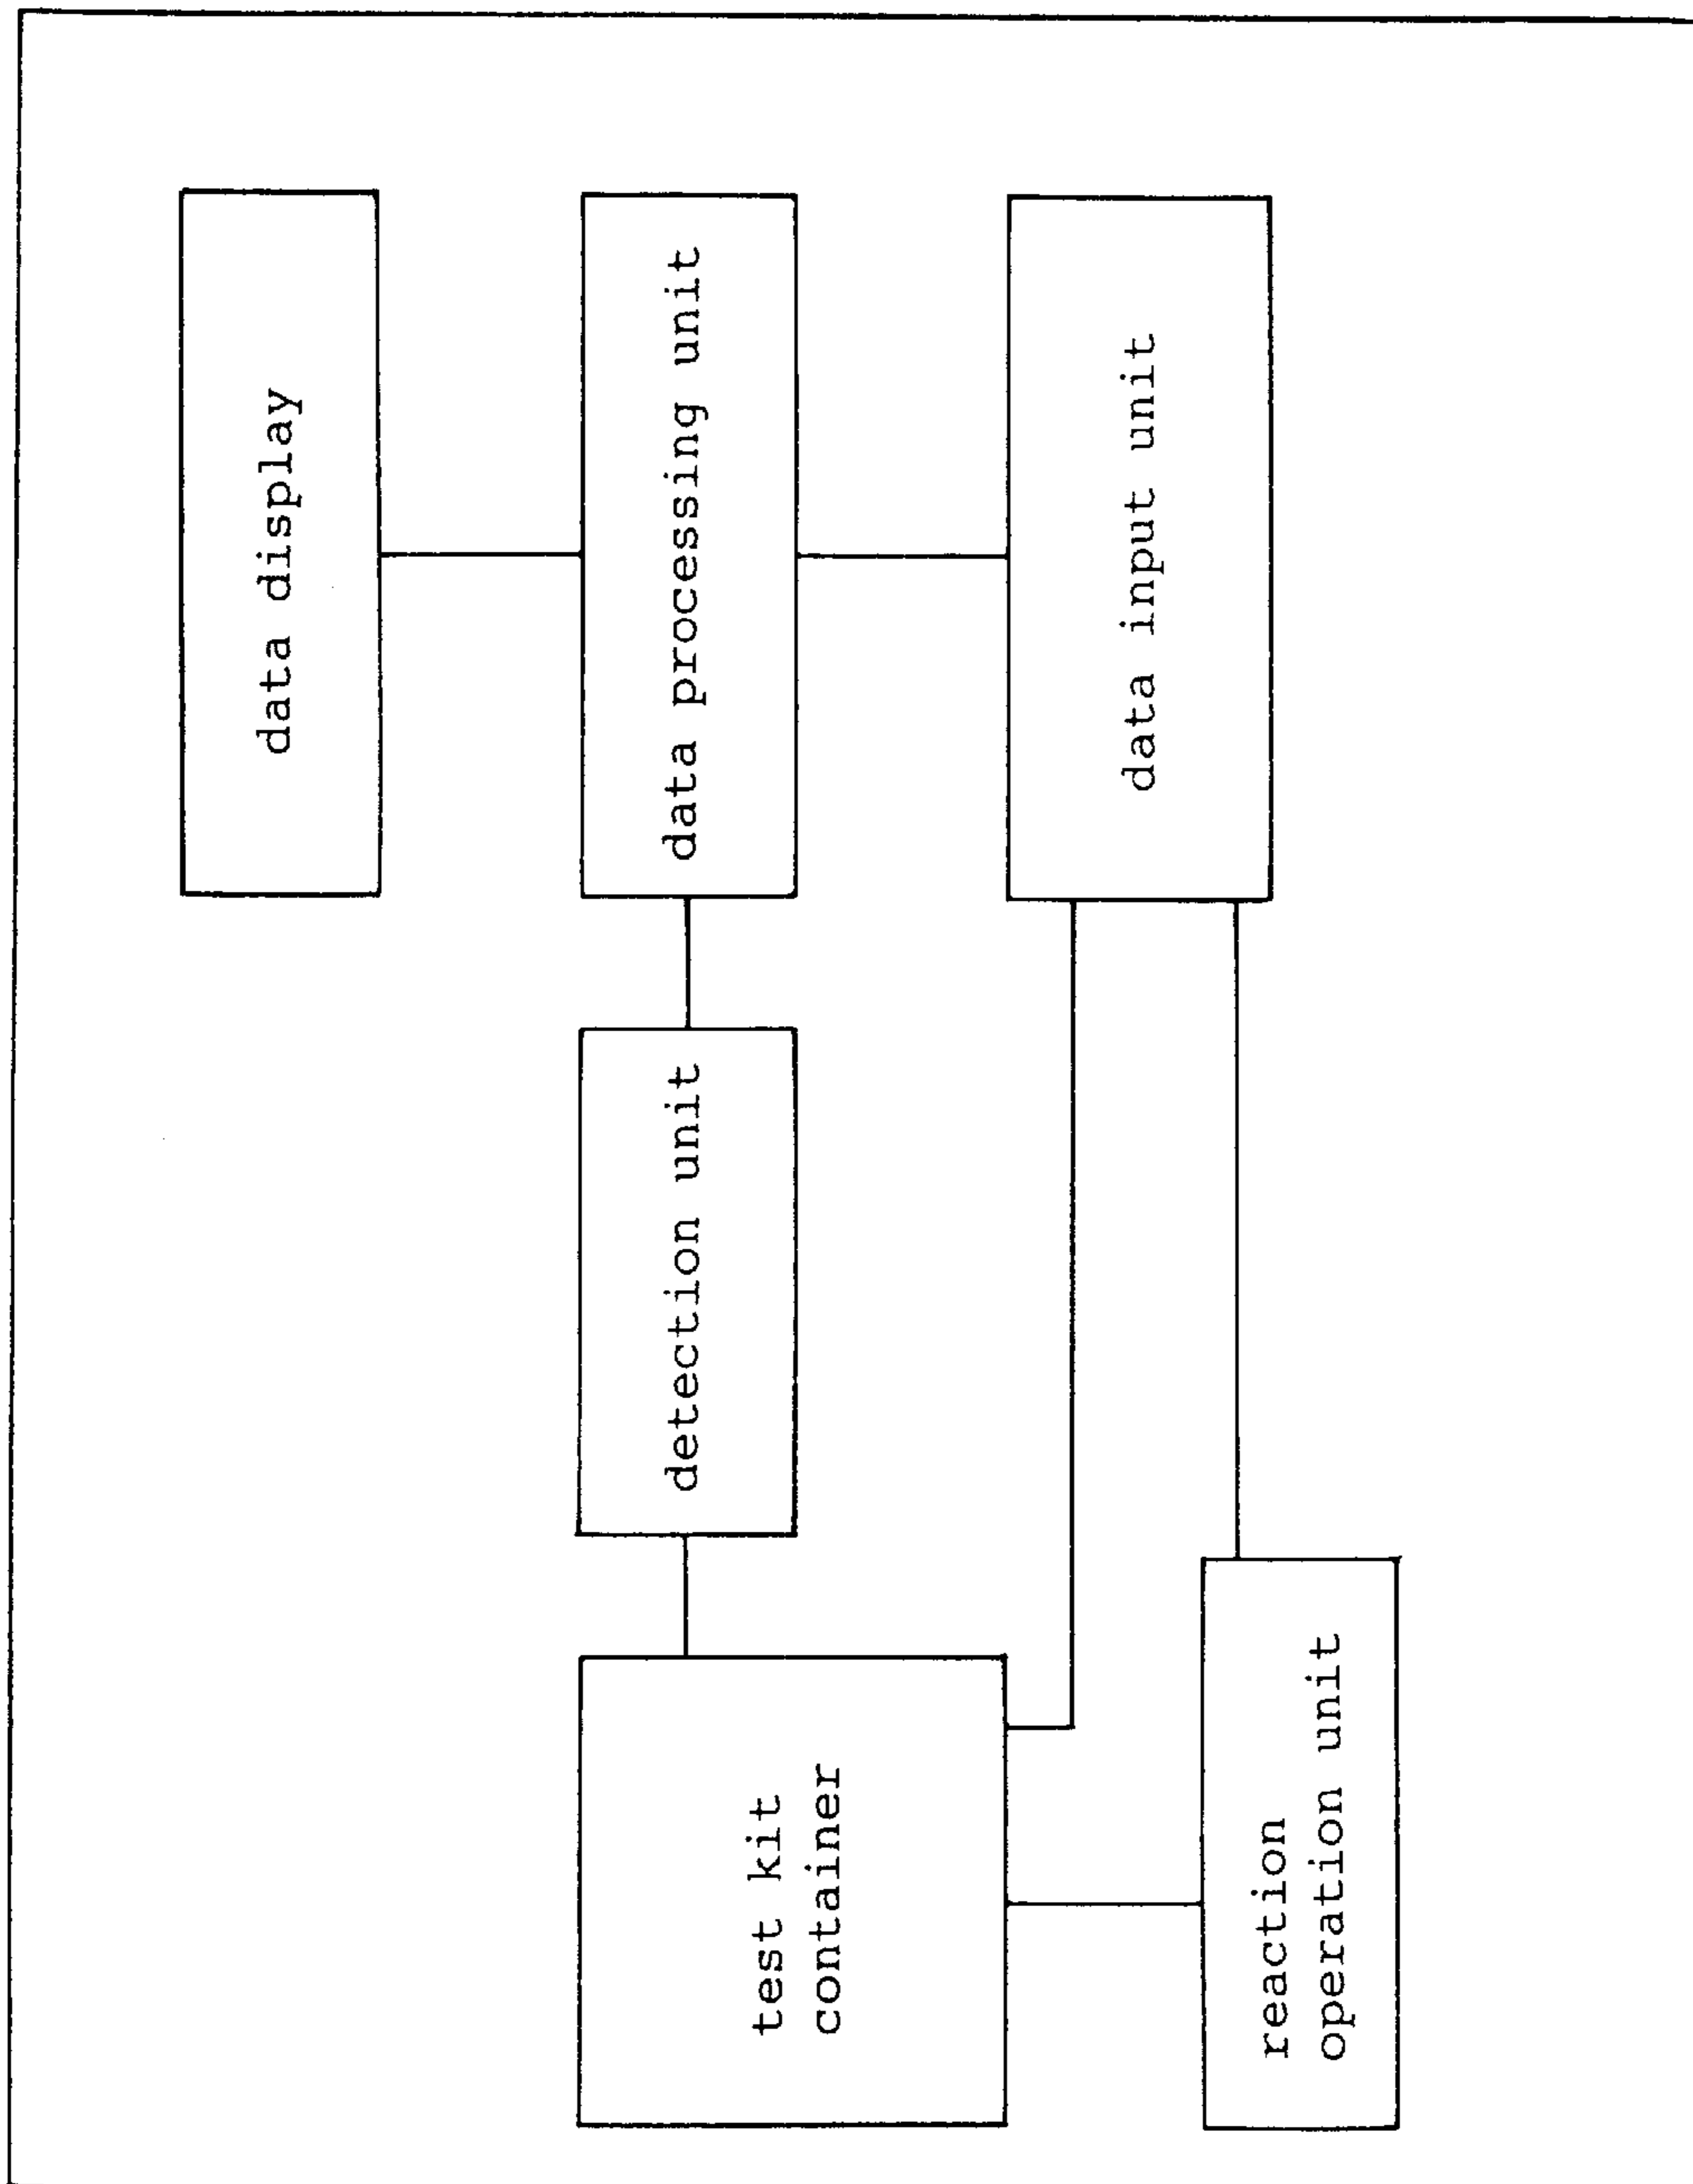 data display
test kit
container
detection unit
data processing unit
reaction
operation unit
data input unit